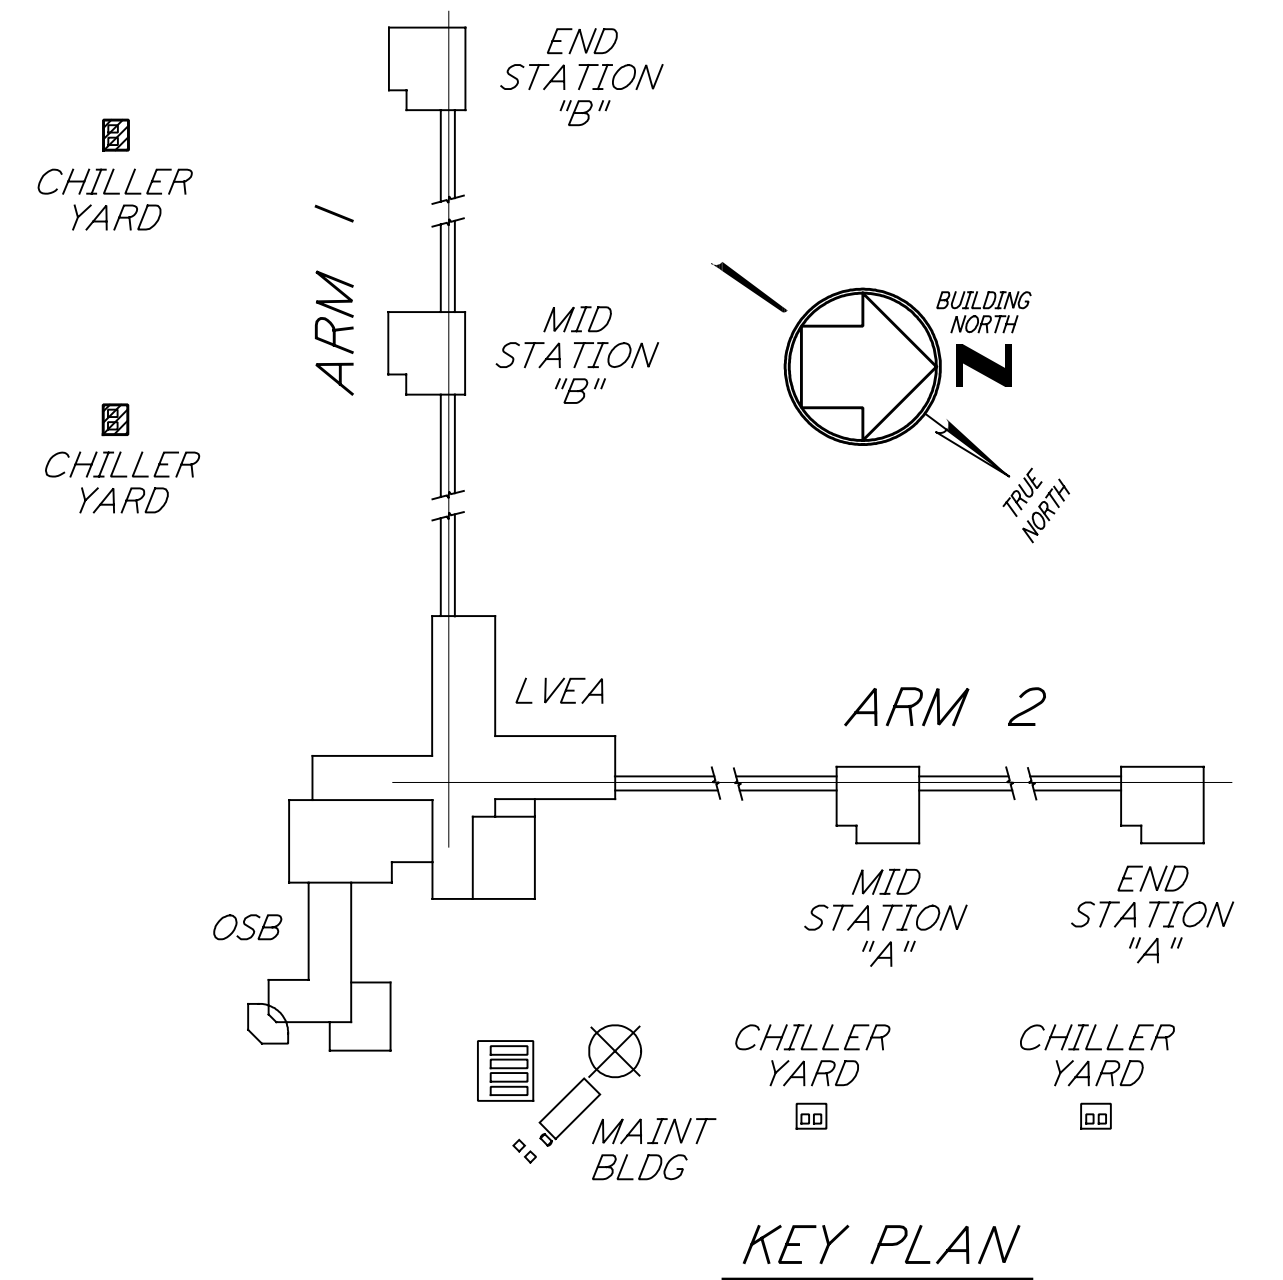 END
STATION
"B"
CHILLER
YARD
ARM 1
BUILDING
NORTH
N
MID
STATION
"B"
CHILLER
YARD
TRUE
NORTH
LVEA
ARM 2
MID
STATION
"A"
END
STATION
"A"
OSB
CHILLER
YARD
CHILLER
YARD
MAINT
BLDG
KEY PLAN